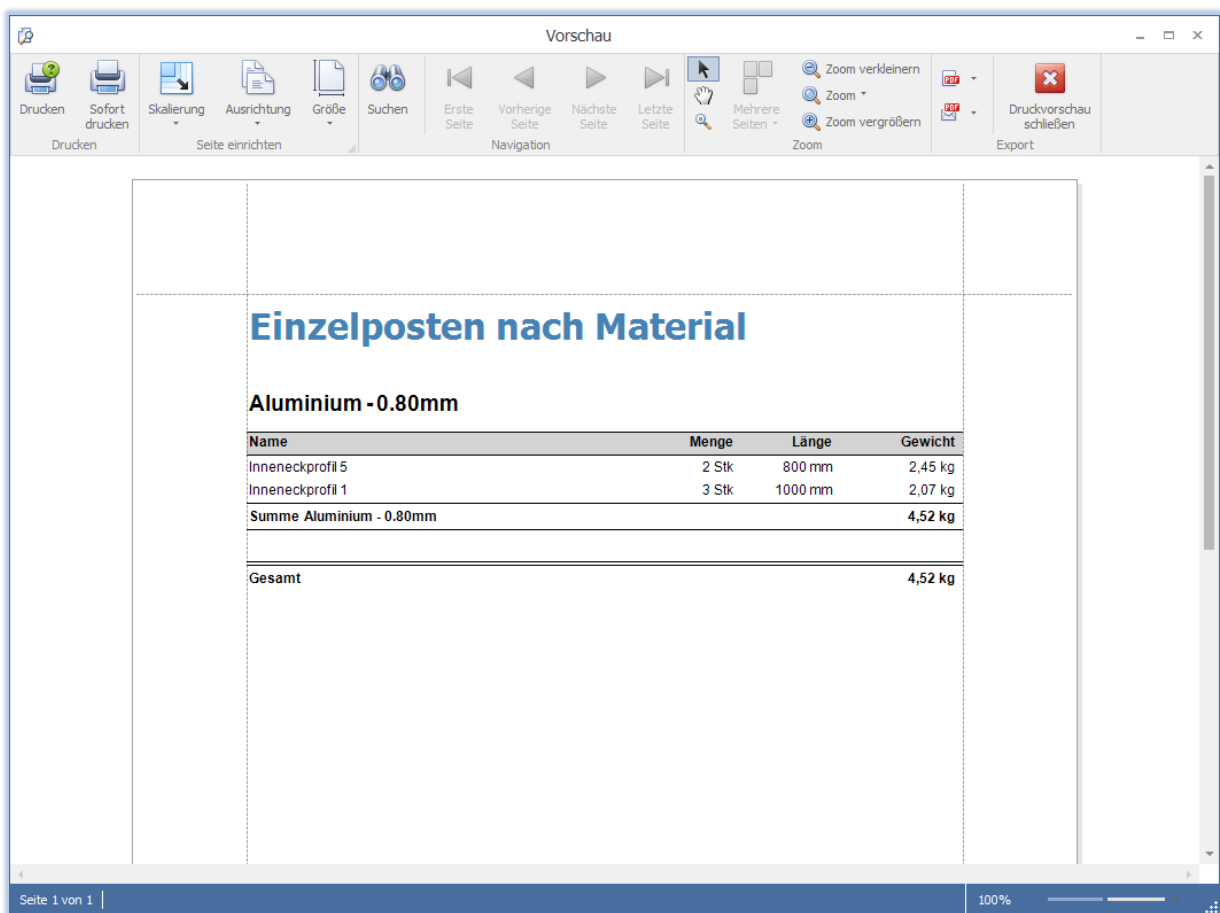 Vorschau
Drucken
Sofort drucken
Skalierung
Ausrichtung
Größe
Suchen
Erste Seite
Vorherige Seite
Nächste Seite
Letzte Seite
Mehrere Seiten
Zoom verkleinern
Zoom
Zoom vergrößern
PDF
PDF
Druckvorschau schließen
Drucken
Seite einrichten
Navigation
Zoom
Export
Einzelposten nach Material
Aluminium - 0.80mm
Name Menge Länge Gewicht
Inneneckprofil 5 2 Stk 800 mm 2,45 kg
Inneneckprofil 1 3 Stk 1000 mm 2,07 kg
Summe Aluminium - 0.80mm 4,52 kg
Gesamt 4,52 kg
Seite 1 von 1
100%